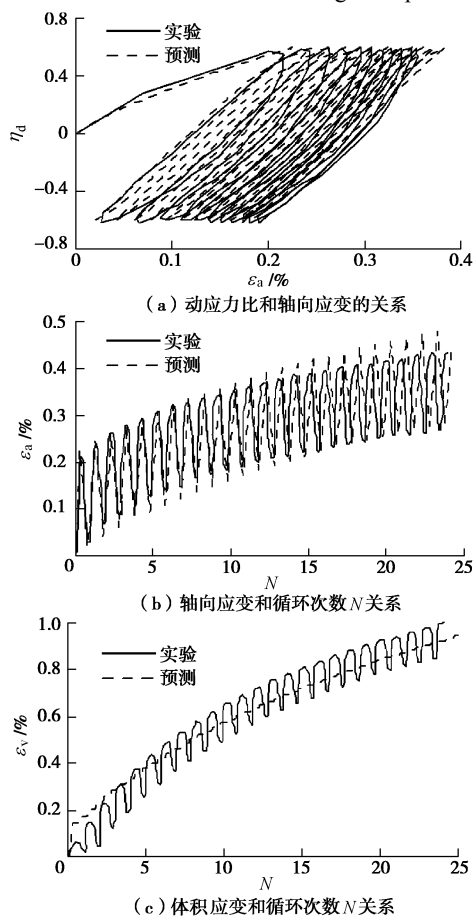 0.8
实验
预测
0.4
η_d
0
−0.4
−0.8
0 0.1 0.2 0.3 0.4
ε_a /%
(a)动应力比和轴向应变的关系
0.5
实验
预测
0.4
0.3
ε_a /%
0.2
0.1
0 5 10 15 20 25
N
(b)轴向应变和循环次数N关系
1.0
实验
预测
0.8
0.6
ε_v /%
0.4
0.2
0 5 10 15 20 25
N
(c)体积应变和循环次数N关系